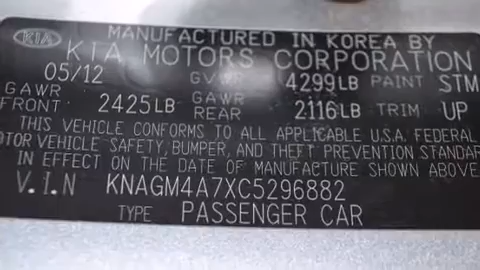 MANUFACTURED IN KOREA BY
KIA KIA MOTORS CORPORATION
05/12 GVWR 4299LB PAINT STM
GAWR FRONT 2425LB GAWR REAR 2116LB TRIM UP
THIS VEHICLE CONFORMS TO ALL APPLICABLE U.S.A. FEDERAL
MOTOR VEHICLE SAFETY, BUMPER, AND THEFT PREVENTION STANDAR
IN EFFECT ON THE DATE OF MANUFACTURE SHOWN ABOVE
V.I.N KNAGM4A7XC5296882
TYPE PASSENGER CAR